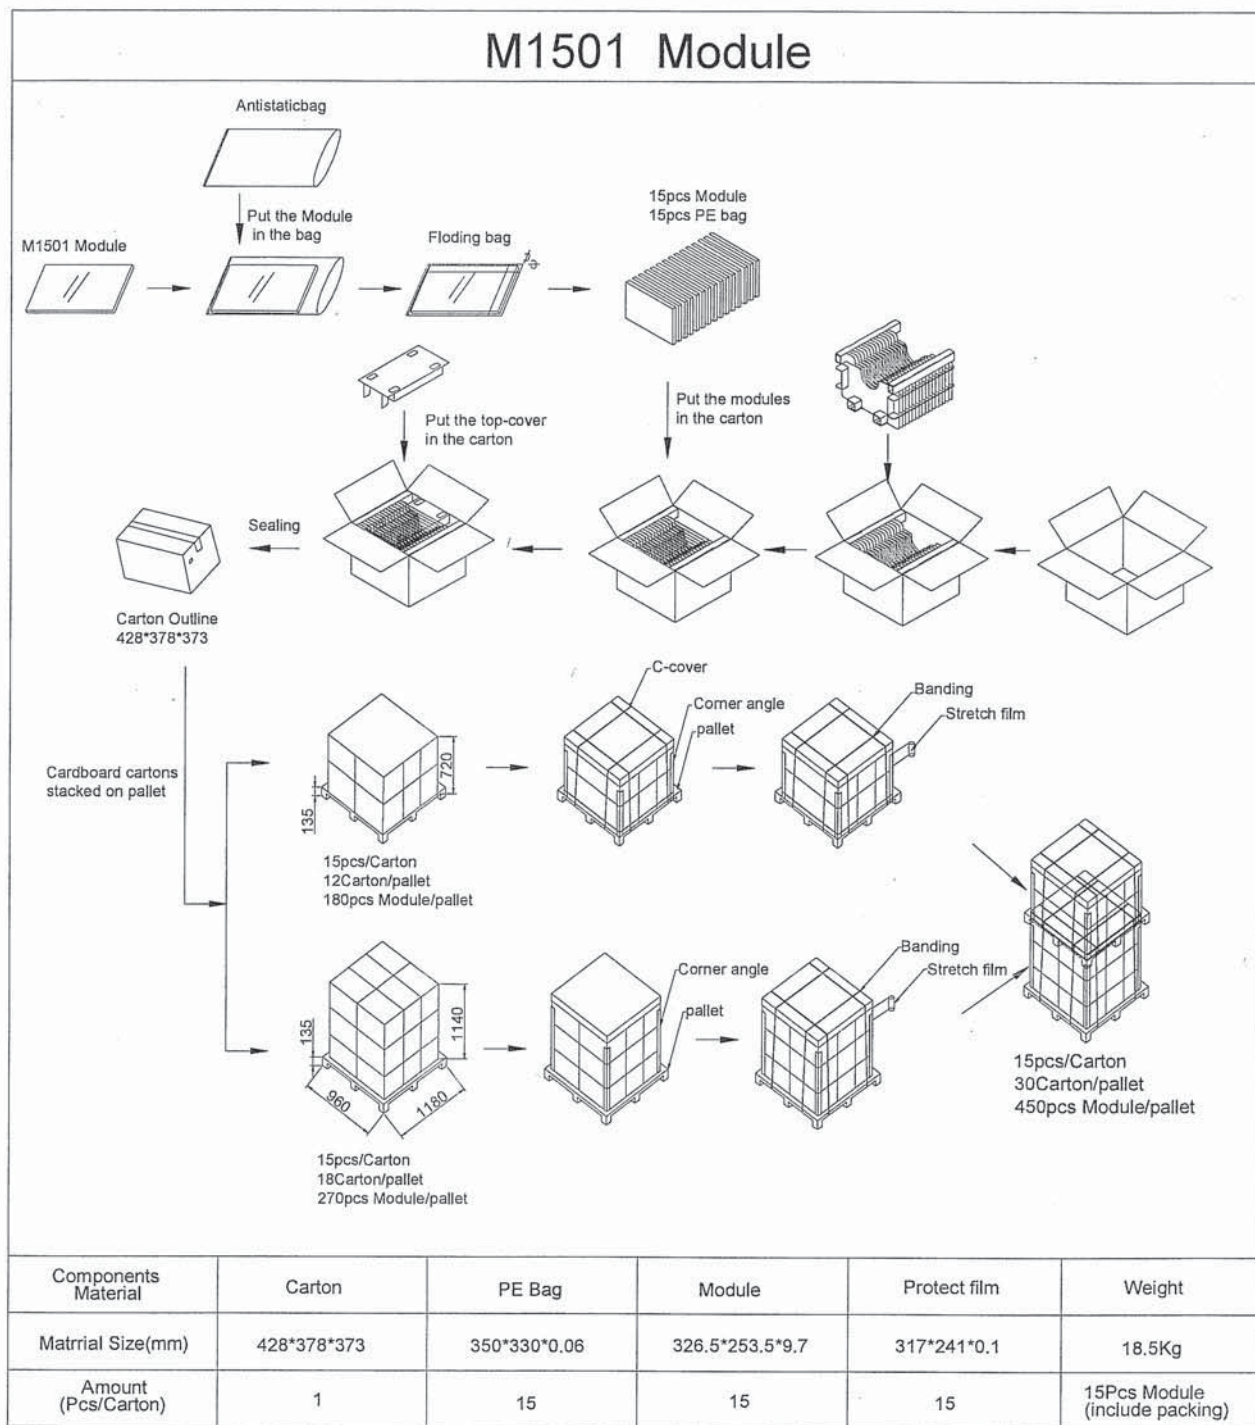 M1501 Module
Antistaticbag
Put the Module
in the bag
M1501 Module
Floding bag
15pcs Module
15pcs PE bag
Put the top-cover
in the carton
Put the modules
in the carton
Sealing
Carton Outline
428*378*373
Cardboard cartons
stacked on pallet
720
135
15pcs/Carton
12Carton/pallet
180pcs Module/pallet
C-cover
Corner angle
pallet
Banding
Stretch film
135
1140
960
1180
15pcs/Carton
18Carton/pallet
270pcs Module/pallet
Corner angle
pallet
Banding
Stretch film
15pcs/Carton
30Carton/pallet
450pcs Module/pallet
Components
Material
Carton
PE Bag
Module
Protect film
Weight
Matrrial Size(mm)
428*378*373
350*330*0.06
326.5*253.5*9.7
317*241*0.1
18.5Kg
Amount
(Pcs/Carton)
1
15
15
15
15Pcs Module
(include packing)